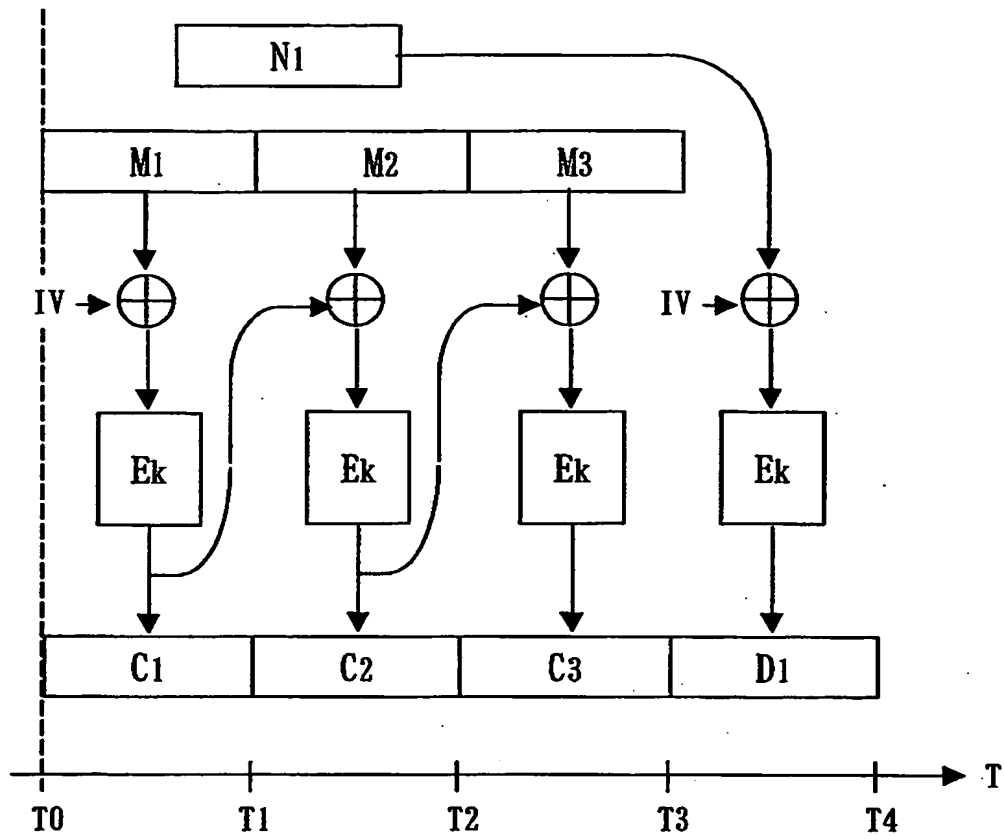 N1
M1 M2 M3
IV IV
Ek Ek Ek Ek
C1 C2 C3 D1
T
T0 T1 T2 T3 T4